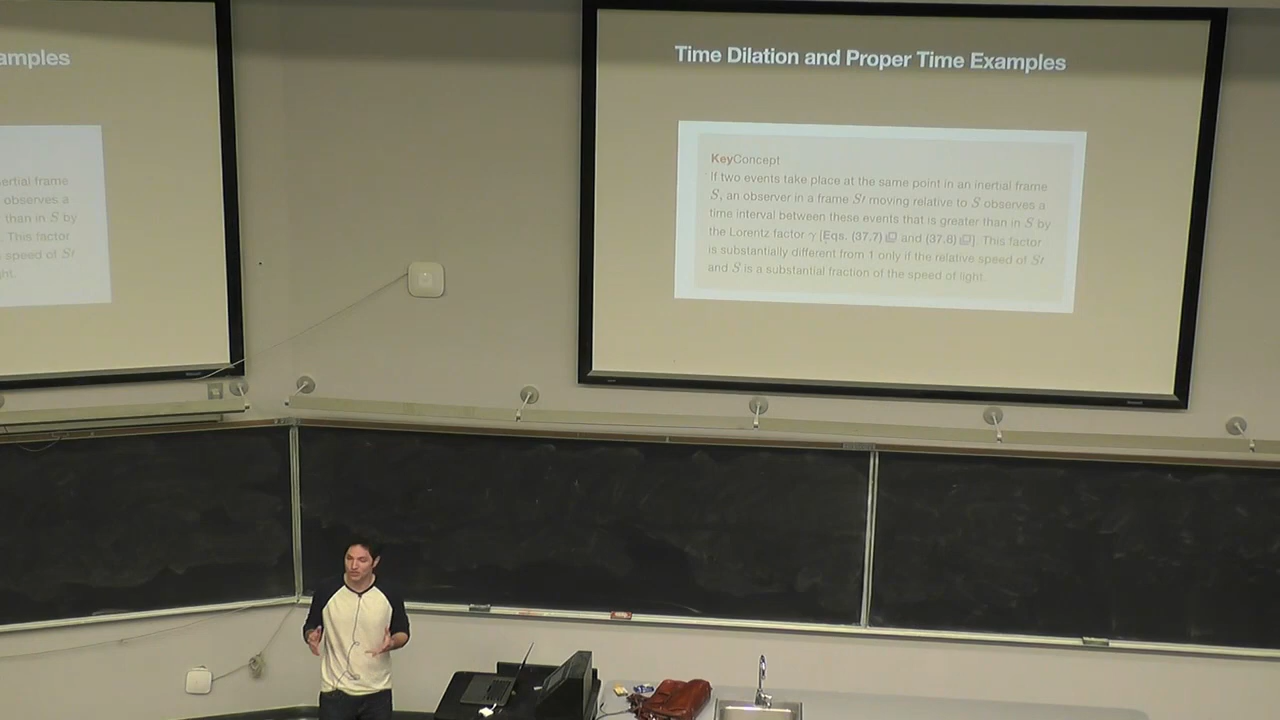 amples
ertial frame
observes a
than in S by
. This factor
speed of S′
ht.
Time Dilation and Proper Time Examples
KeyConcept
If two events take place at the same point in an inertial frame
S, an observer in a frame S′ moving relative to S observes a
time interval between these events that is greater than in S by
the Lorentz factor γ [Eqs. (37.7) and (37.8)]. This factor
is substantially different from 1 only if the relative speed of S′
and S is a substantial fraction of the speed of light.